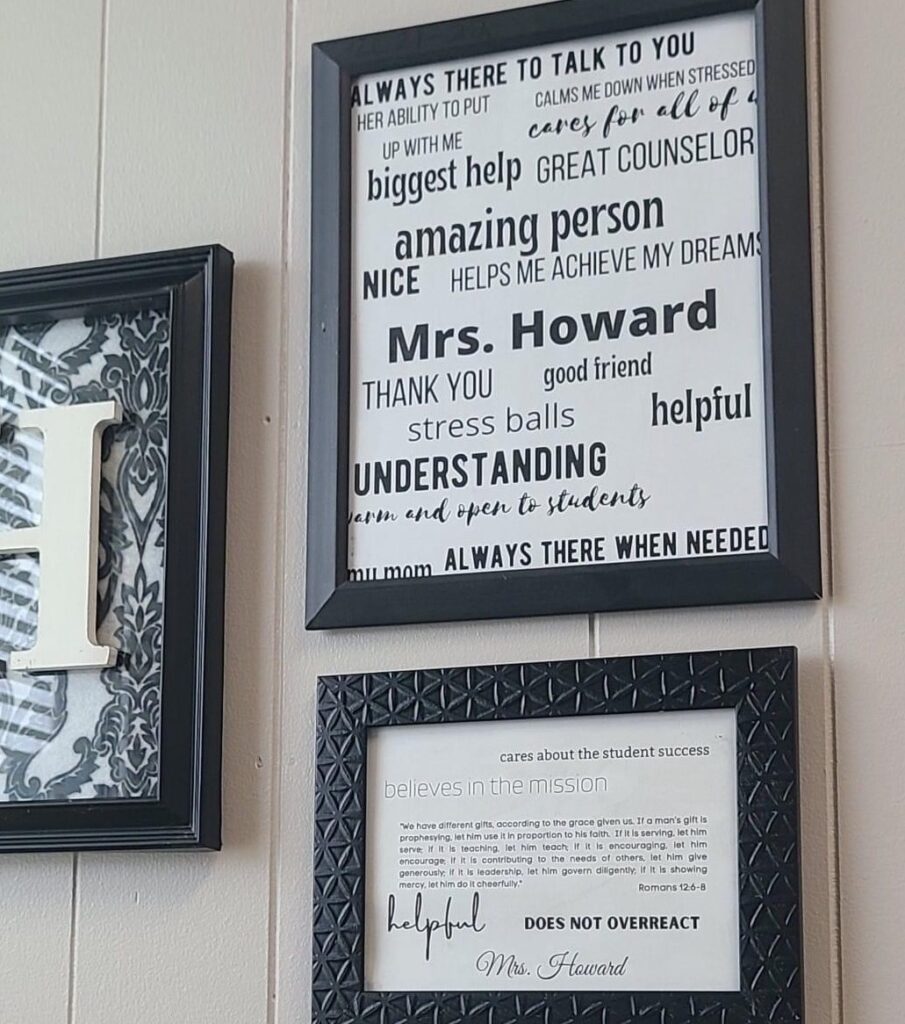 ALWAYS THERE TO TALK TO YOU
HER ABILITY TO PUT
UP WITH ME
CALMS ME DOWN WHEN STRESSED
cares for all of
biggest help
GREAT COUNSELOR
amazing person
NICE
HELPS ME ACHIEVE MY DREAMS
Mrs. Howard
THANK YOU
good friend
stress balls
helpful
UNDERSTANDING
warm and open to students
my mom
ALWAYS THERE WHEN NEEDED
H
cares about the student success
believes in the mission
"We have different gifts, according to the grace given us. If a man's gift is
prophesying, let him use it in proportion to his faith. If it is serving, let him
serve; if it is teaching, let him teach; if it is encouraging, let him
encourage; if it is contributing to the needs of others, let him give
generously; if it is leadership, let him govern diligently; if it is showing
mercy, let him do it cheerfully."
Romans 12:6-8
helpful
DOES NOT OVERREACT
Mrs. Howard